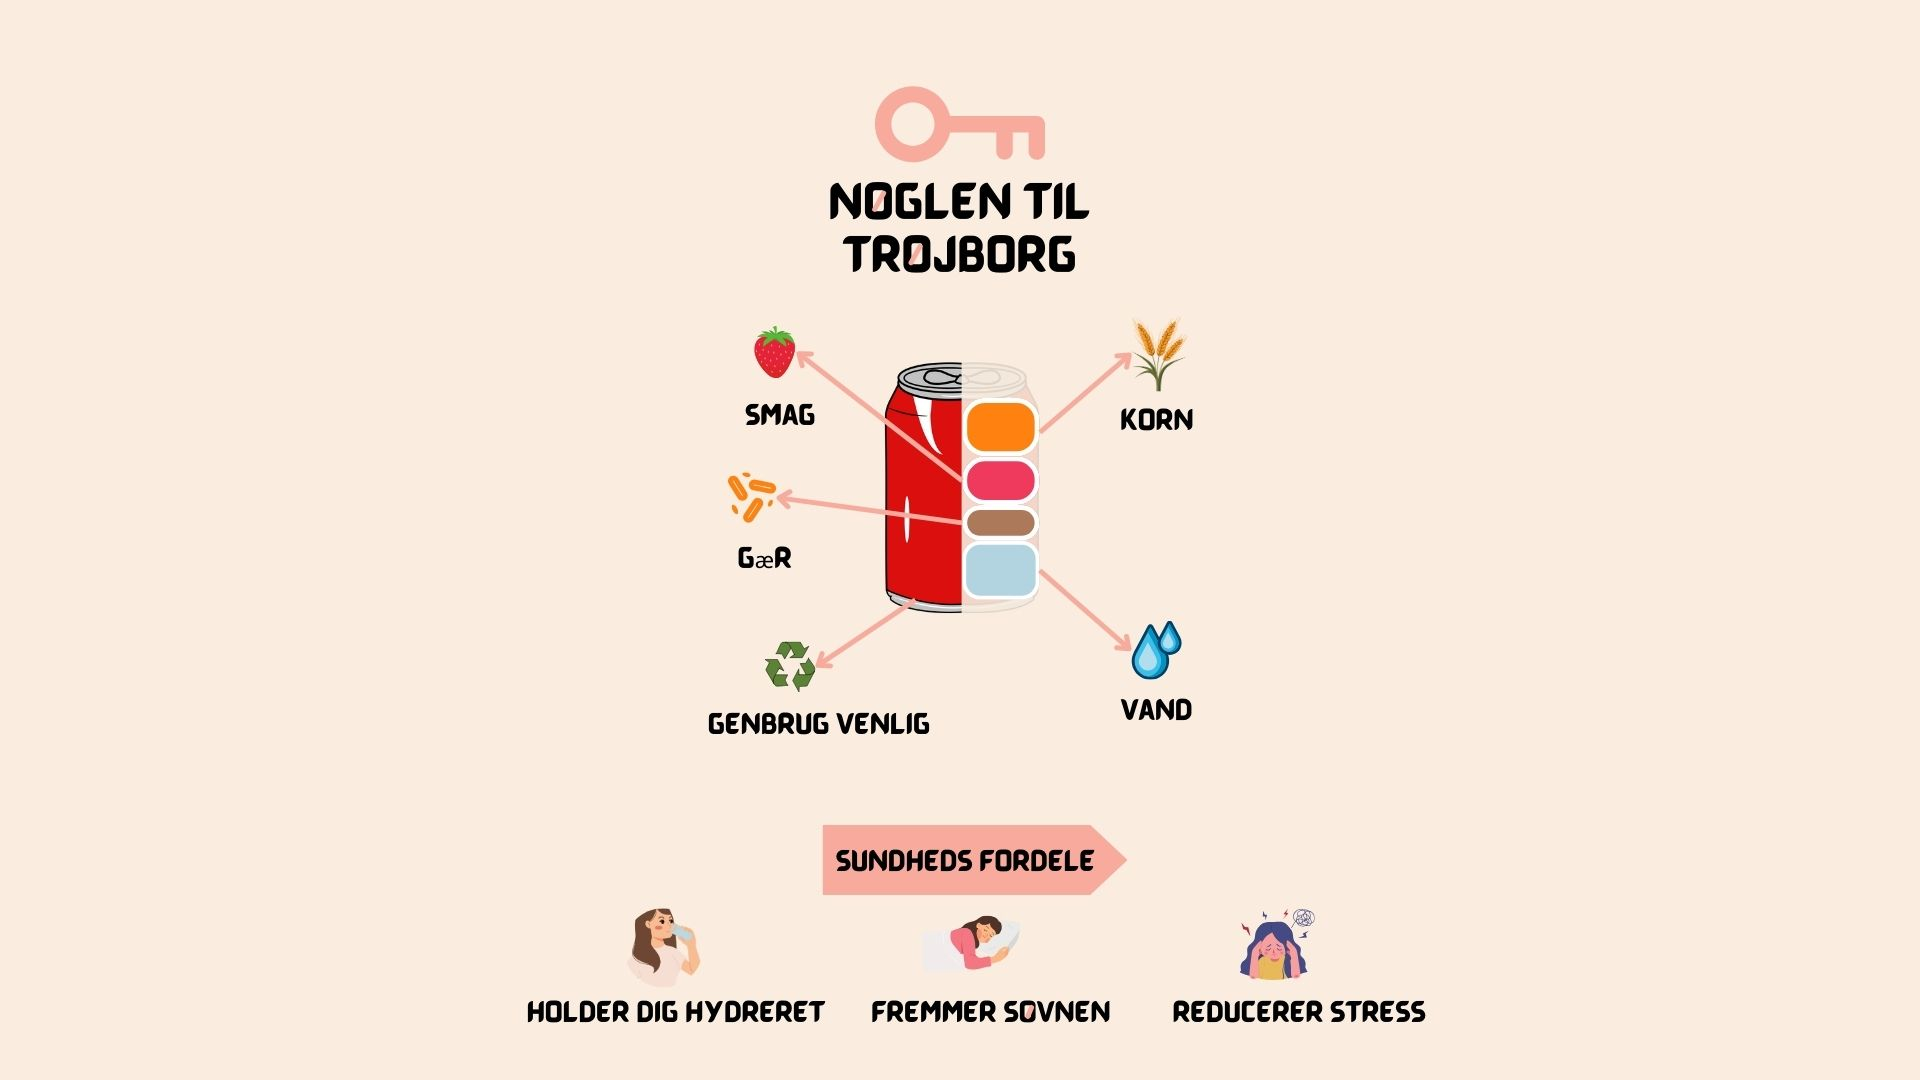 NØGLEN TIL
TRØJBORG
SMAG
KORN
GæR
GENBRUG VENLIG
VAND
SUNDHEDS FORDELE
HOLDER DIG HYDRERET
FREMMER SØVNEN
REDUCERER STRESS